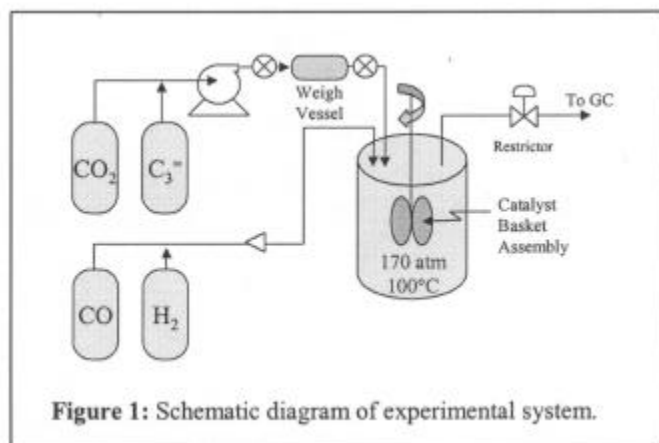 Weigh
Vessel
To GC
Restrictor
CO₂
C₃⁼
Catalyst
Basket
Assembly
170 atm
100°C
CO
H₂
Figure 1: Schematic diagram of experimental system.